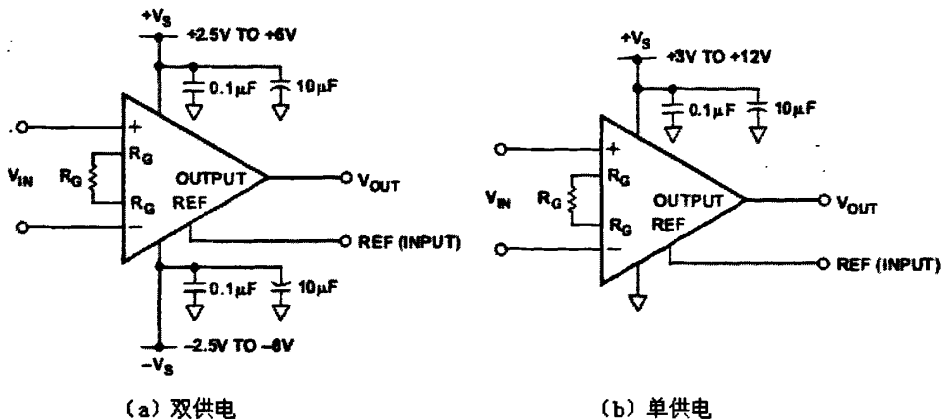 +VS
+2.5V TO +6V
0.1μF
10μF
+
RG
VIN
RG
RG
OUTPUT
REF
−
VOUT
REF (INPUT)
0.1μF
10μF
−2.5V TO −6V
−VS
(a) 双供电
+VS
+3V TO +12V
0.1μF
10μF
+
RG
VIN
RG
RG
OUTPUT
REF
−
VOUT
REF (INPUT)
(b) 单供电